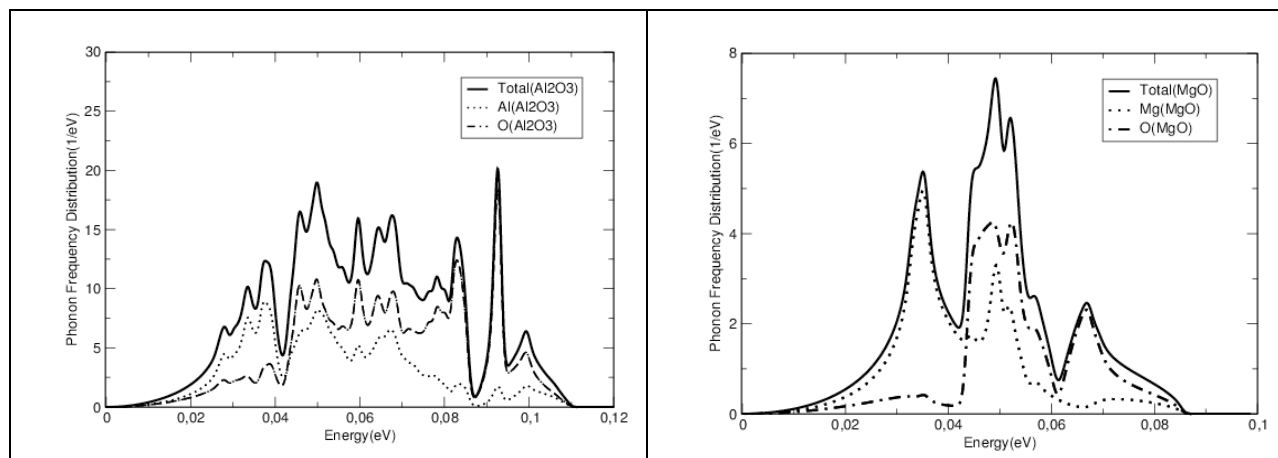 Phonon Frequency Distribution(1/eV)
30
25
20
15
10
5
0
Total(Al2O3)
Al(Al2O3)
O(Al2O3)
0
0,02
0,04
0,06
0,08
0,1
0,12
Energy(eV)
Phonon Frequency Distribution(1/eV)
8
6
4
2
0
Total(MgO)
Mg(MgO)
O(MgO)
0
0,02
0,04
0,06
0,08
0,1
Energy(eV)